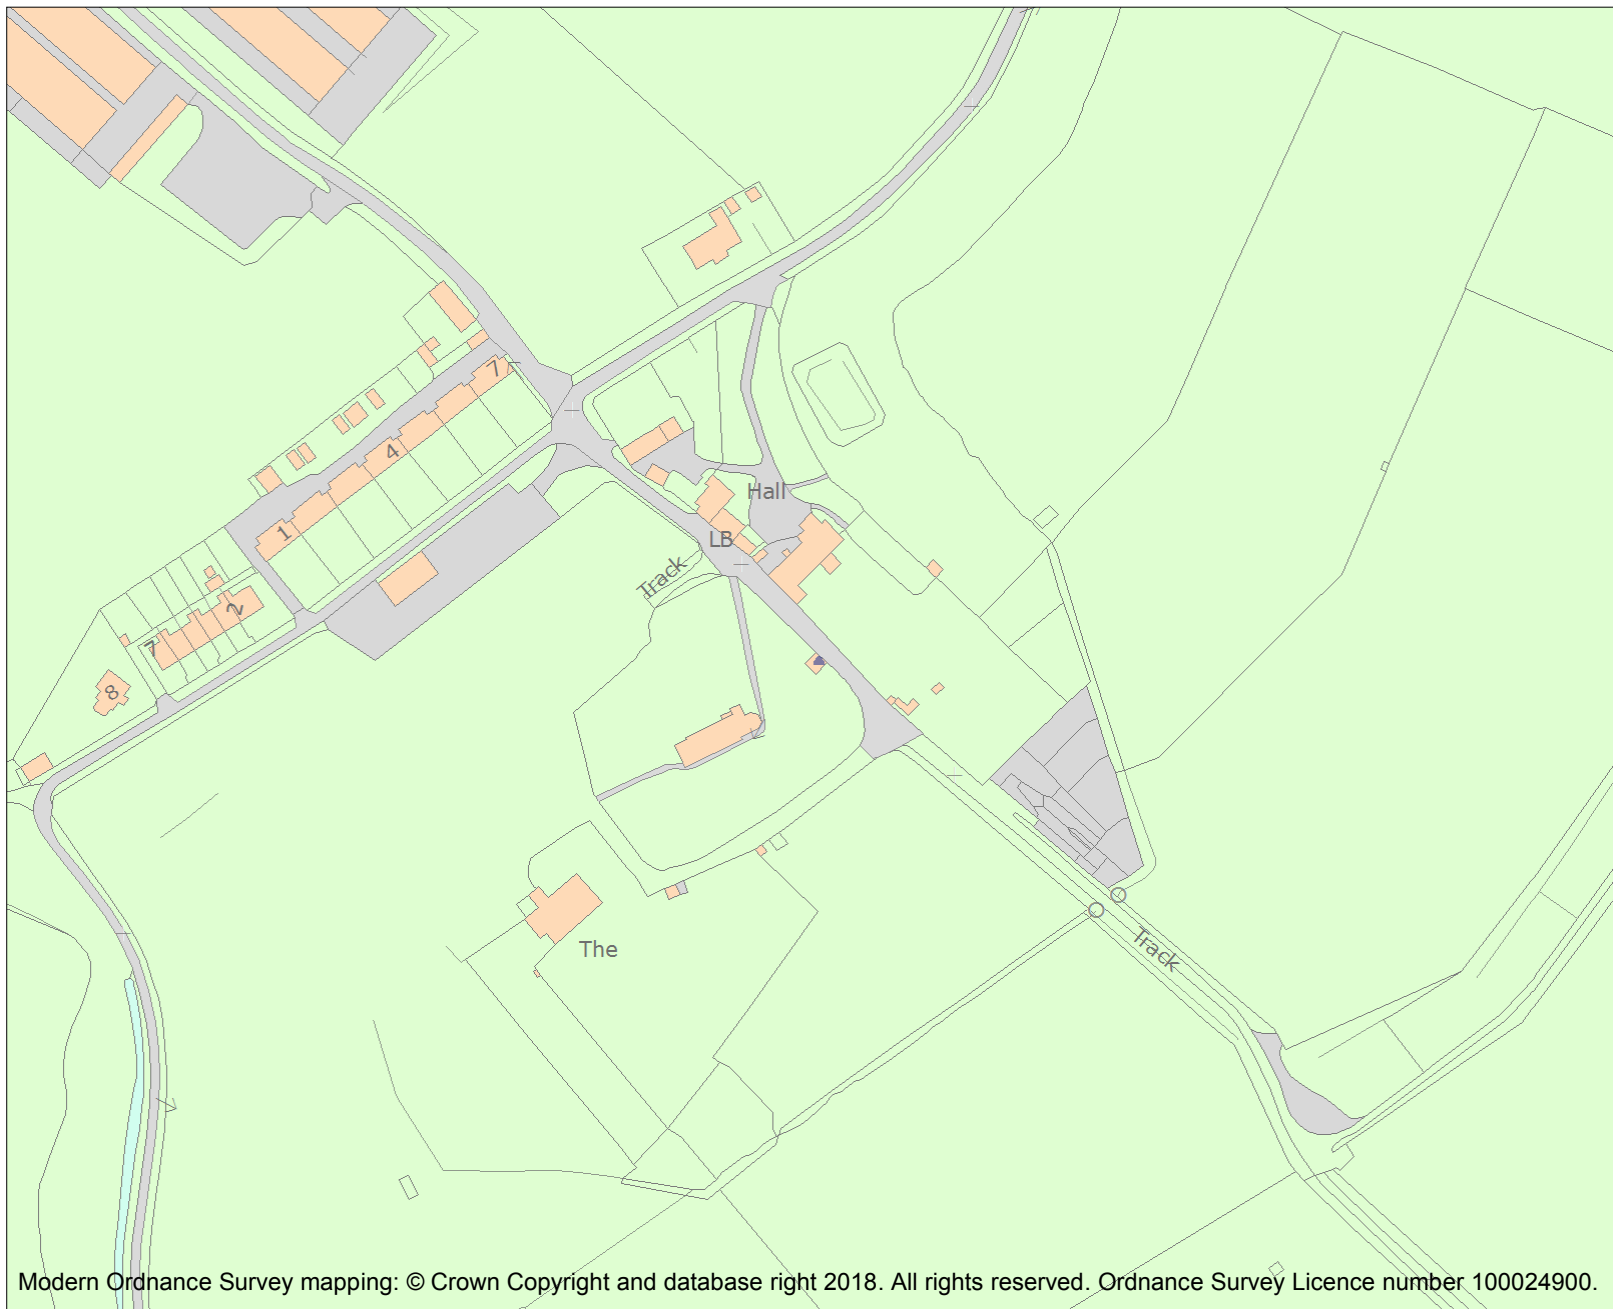 7
4
1
Hall
LB
Track
2
7
8
The
Track
Modern Ordnance Survey mapping: © Crown Copyright and database right 2018. All rights reserved. Ordnance Survey Licence number 100024900.